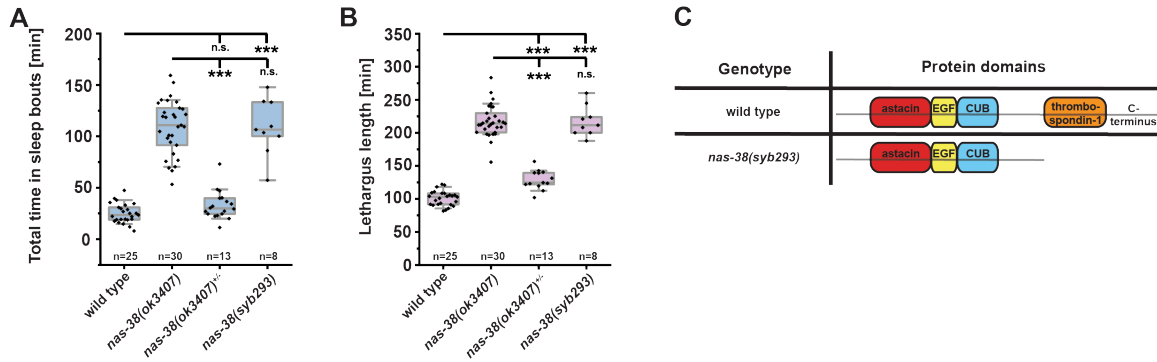 A
Total time in sleep bouts [min]
200
150
100
50
0
n.s.
***
***
n.s.
n=25
n=30
n=13
n=8
wild type
nas-38(ok3407)
nas-38(ok3407)+/-
nas-38(syb293)
B
Lethargus length [min]
350
300
250
200
150
100
50
0
***
***
***
n.s.
n=25
n=30
n=13
n=8
wild type
nas-38(ok3407)
nas-38(ok3407)+/-
nas-38(syb293)
C
Genotype
Protein domains
wild type
astacin
EGF
CUB
thrombo-
spondin-1
C-
terminus
nas-38(syb293)
astacin
EGF
CUB